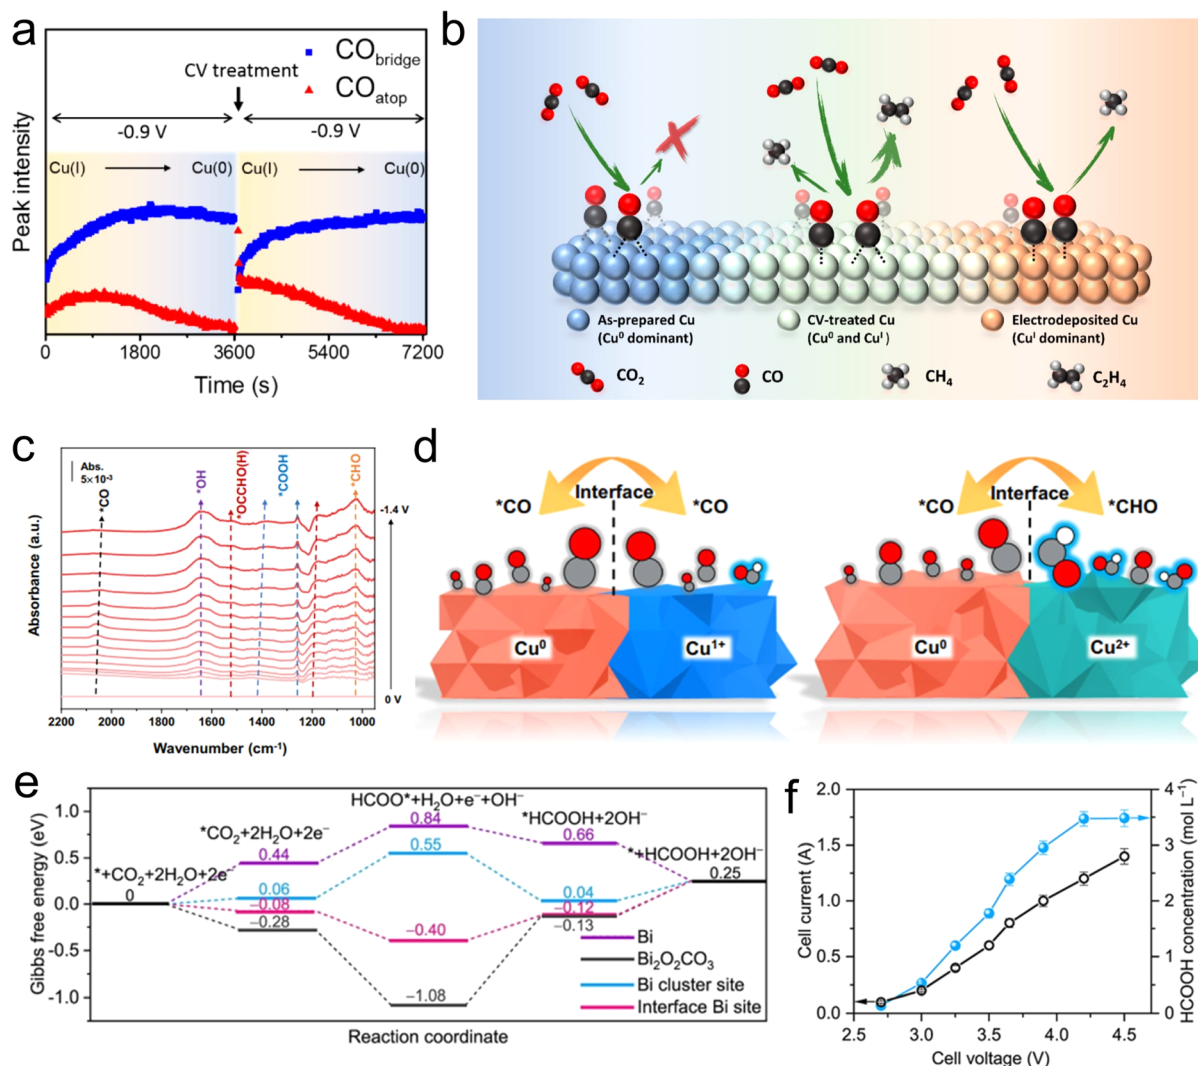 a
CO bridge
CV treatment
CO atop
-0.9 V
-0.9 V
Cu(I)
Cu(0)
Cu(I)
Cu(0)
Peak intensity
0
1800
3600
5400
7200
Time (s)
b
As-prepared Cu
(Cu⁰ dominant)
CV-treated Cu
(Cu⁰ and Cuᴵ)
Electrodeposited Cu
(Cuᴵ dominant)
CO₂
CO
CH₄
C₂H₄
c
Abs.
5×10⁻³
*CO
*OH
*OCCHO(H)
*COOH
*CHO
-1.4 V
0 V
Absorbance (a.u.)
2200
2000
1800
1600
1400
1200
1000
Wavenumber (cm⁻¹)
d
Interface
*CO
*CO
Cu⁰
Cu¹⁺
Interface
*CO
*CHO
Cu⁰
Cu²⁺
e
Gibbs free energy (eV)
1.0
0.5
0.0
-0.5
-1.0
*+CO₂+2H₂O+2e⁻
0
*CO₂+2H₂O+2e⁻
0.44
0.06
−0.08
−0.28
HCOO*+H₂O+e⁻+OH⁻
0.84
0.55
−0.40
−1.08
*HCOOH+2OH⁻
0.66
0.04
−0.12
−0.13
*+HCOOH+2OH⁻
0.25
Bi
Bi₂O₂CO₃
Bi cluster site
Interface Bi site
Reaction coordinate
f
Cell current (A)
2.0
1.5
1.0
0.5
0.0
2.5
3.0
3.5
4.0
4.5
Cell voltage (V)
4
3
2
1
0
HCOOH concentration (mol L⁻¹)